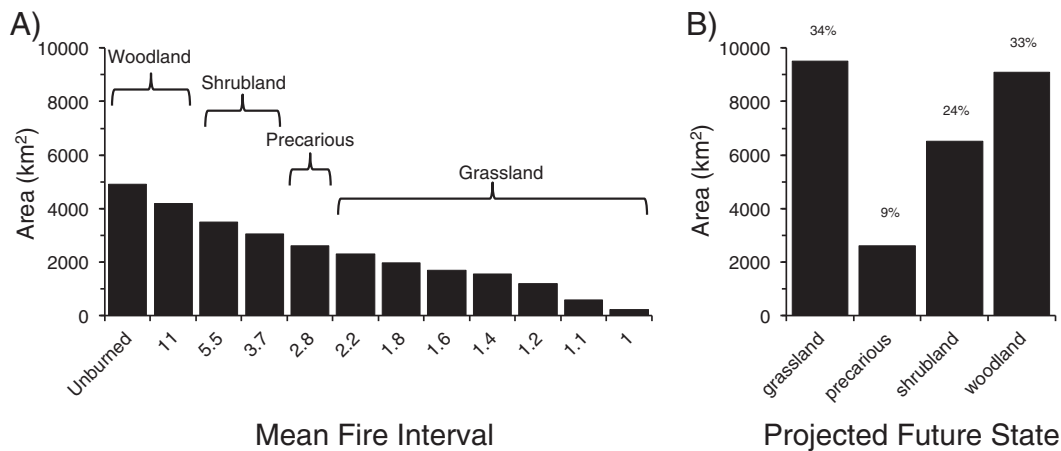 A)
10000
8000
6000
4000
2000
0
Area (km²)
Woodland
Shrubland
Precarious
Grassland
Unburned
11
5.5
3.7
2.8
2.2
1.8
1.6
1.4
1.2
1.1
1
Mean Fire Interval
B)
10000
8000
6000
4000
2000
0
Area (km²)
34%
9%
24%
33%
grassland
precarious
shrubland
woodland
Projected Future State